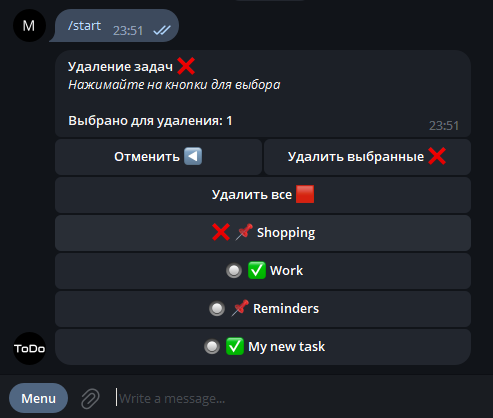 M
/start 23:51
Удаление задач ❌
Нажимайте на кнопки для выбора
Выбрано для удаления: 1
23:51
Отменить ◀️ Удалить выбранные ❌
Удалить все 🟥
❌ 📌 Shopping
🔘 ✅ Work
🔘 📌 Reminders
🔘 ✅ My new task
ToDo
Menu Write a message...